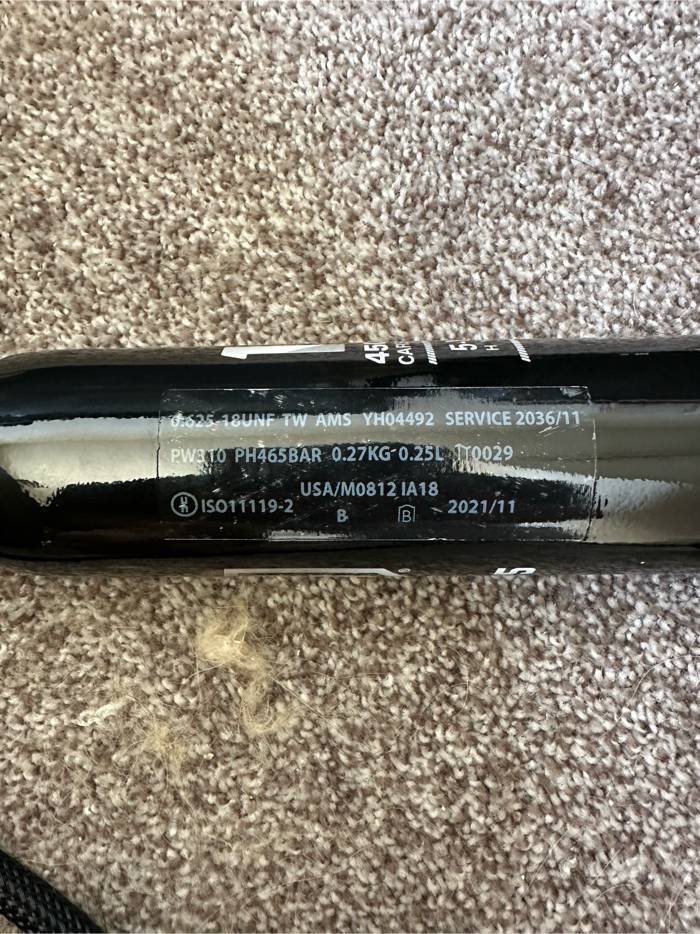 0.625-18UNF TW AMS YH04492 SERVICE 2036/11
PW310 PH465BAR 0.27KG 0.25L TT0029
USA/M0812 IA18
ISO11119-2 B B 2021/11